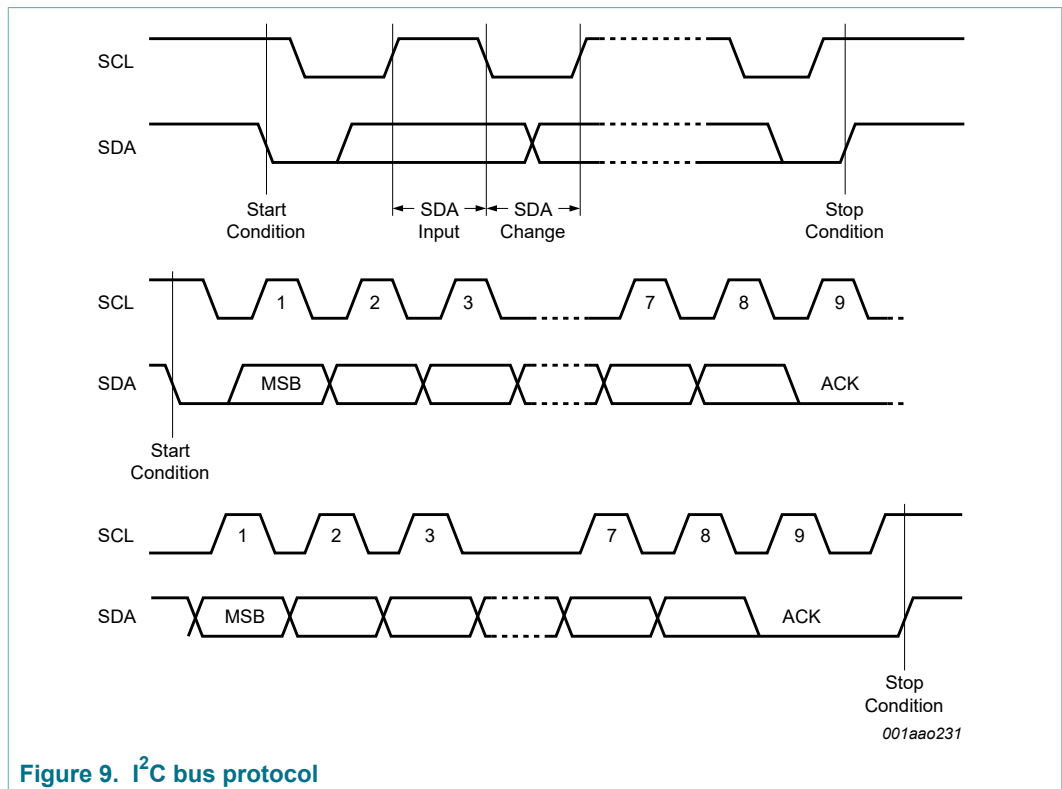 SCL
SDA
Start
Condition
SDA
Input
SDA
Change
Stop
Condition
SCL
1 2 3 7 8 9
SDA
MSB ACK
Start
Condition
SCL
1 2 3 7 8 9
SDA
MSB ACK
Stop
Condition
001aao231
Figure 9. I²C bus protocol